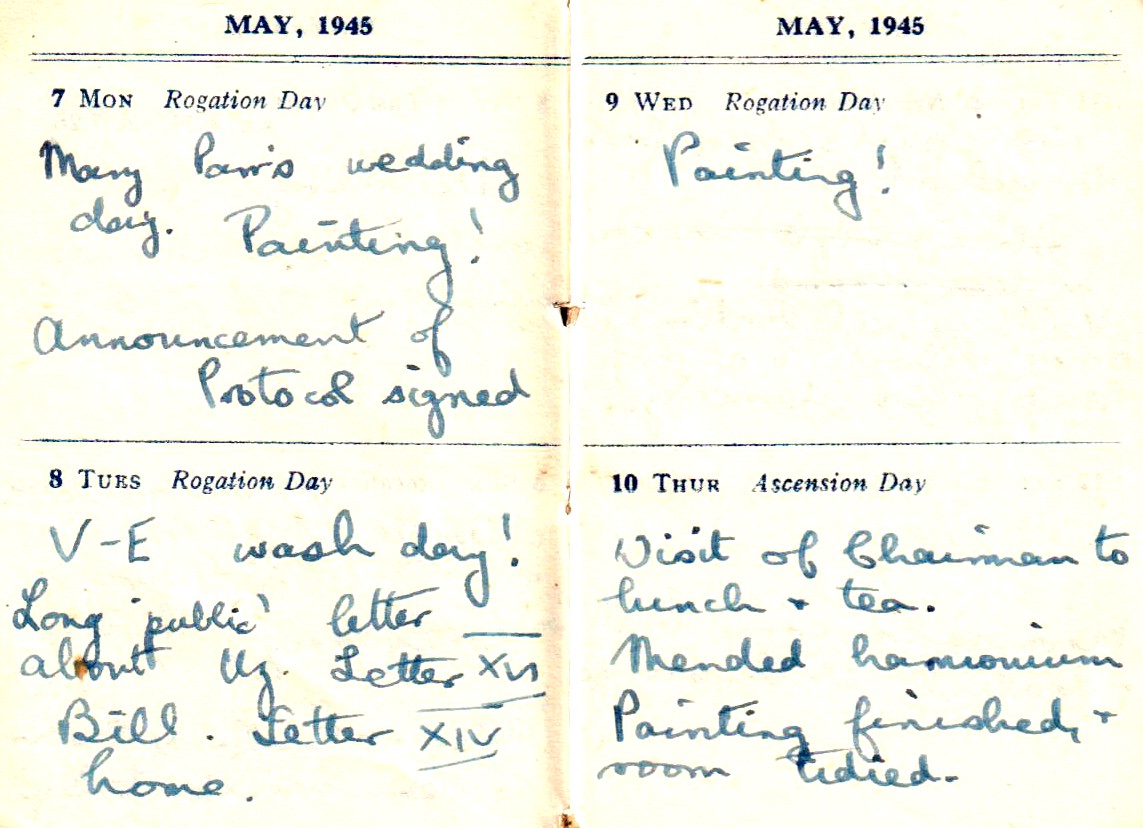 MAY, 1945
7 MON Rogation Day
Mary Pam's wedding
day. Painting!
Announcement of
Protocol signed
8 TUES Rogation Day
V-E wash day!
Long 'public' letter
about Letter XVI
Bill. Letter XIV
home.
MAY, 1945
9 WED Rogation Day
Painting!
10 THUR Ascension Day
Visit of Chairman to
lunch + tea.
Mended harmonium
Painting finished, +
room tidied.